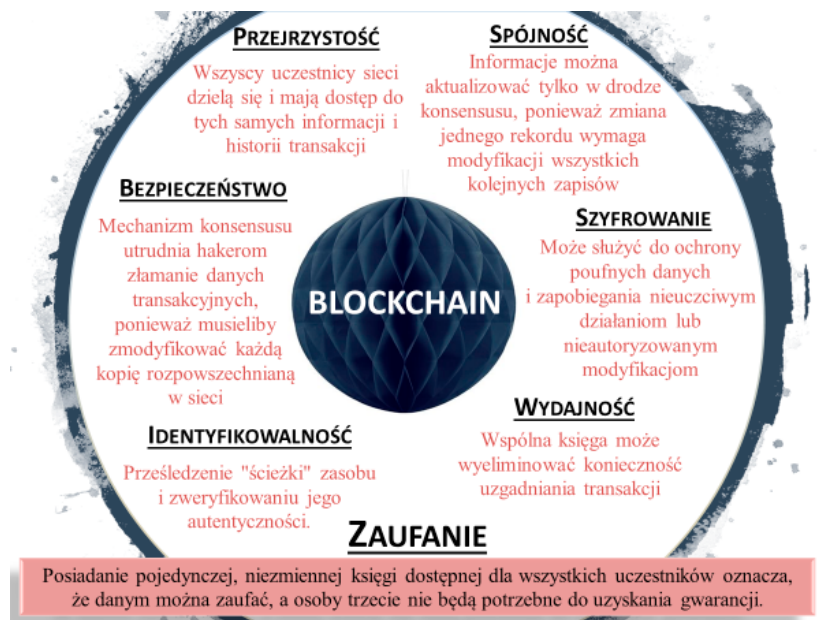 PRZEJRZYSTOŚĆ
Wszyscy uczestnicy sieci
dzielą się i mają dostęp do
tych samych informacji i
historii transakcji
SPÓJNOŚĆ
Informacje można
aktualizować tylko w drodze
konsensusu, ponieważ zmiana
jednego rekordu wymaga
modyfikacji wszystkich
kolejnych zapisów
BEZPIECZEŃSTWO
Mechanizm konsensusu
utrudnia hakerom
złamanie danych
transakcyjnych,
ponieważ musieliby
zmodyfikować każdą
kopię rozpowszechnianą
w sieci
BLOCKCHAIN
SZYFROWANIE
Może służyć do ochrony
poufnych danych
i zapobiegania nieuczciwym
działaniom lub
nieautoryzowanym
modyfikacjom
IDENTYFIKOWALNOŚĆ
Prześledzenie "ścieżki" zasobu
i zweryfikowaniu jego
autentyczności.
WYDAJNOŚĆ
Wspólna księga może
wyeliminować konieczność
uzgadniania transakcji
ZAUFANIE
Posiadanie pojedynczej, niezmiennej księgi dostępnej dla wszystkich uczestników oznacza,
że danym można zaufać, a osoby trzecie nie będą potrzebne do uzyskania gwarancji.